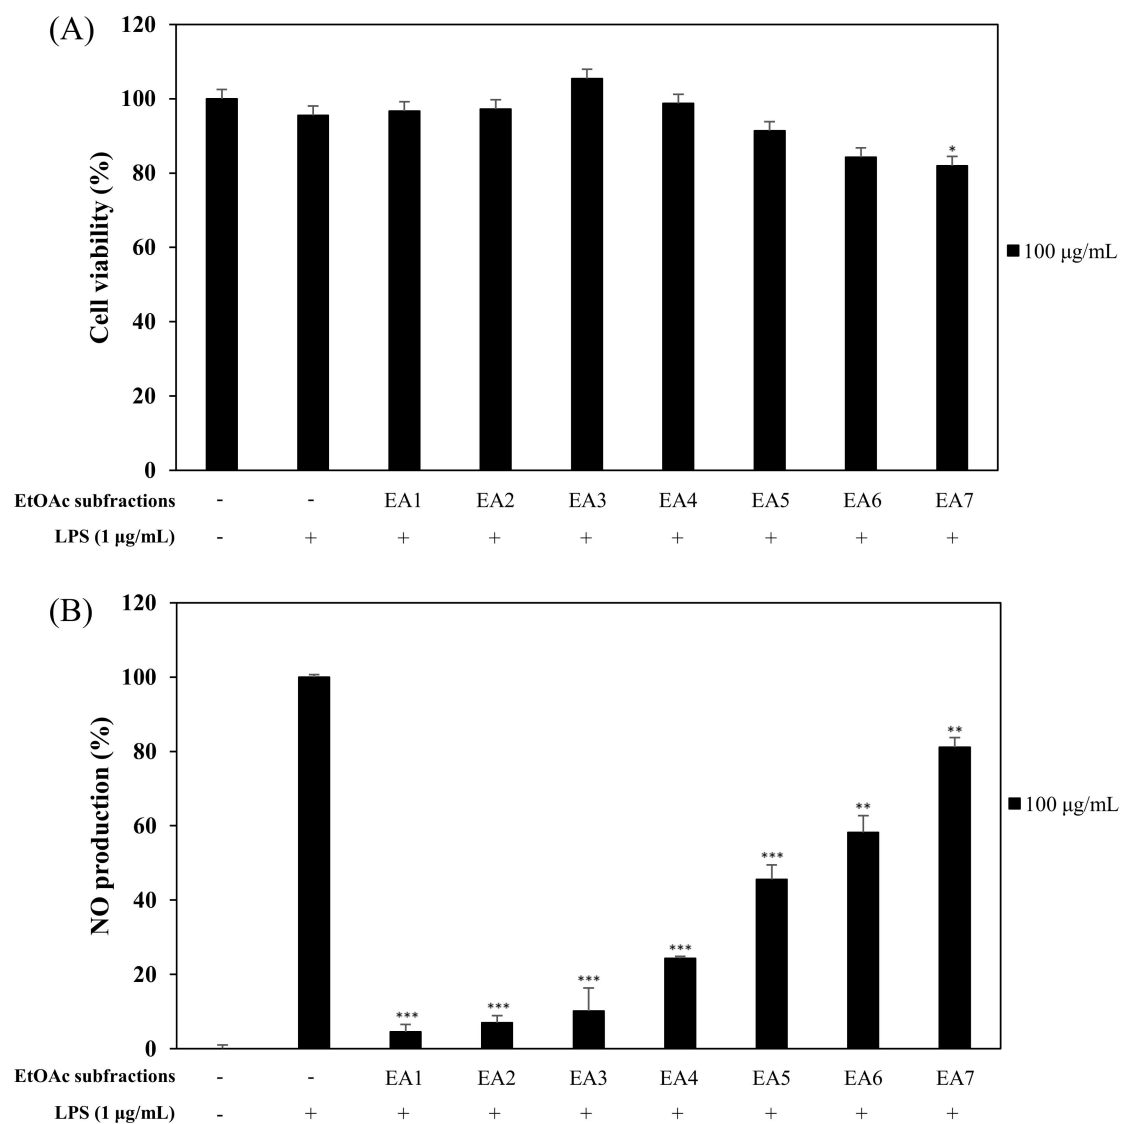 (A)
120
100
80
60
40
20
0
Cell viability (%)
*
100 μg/mL
EtOAc subfractions - - EA1 EA2 EA3 EA4 EA5 EA6 EA7
LPS (1 μg/mL) - + + + + + + + +
(B)
120
100
80
60
40
20
0
NO production (%)
*** *** *** *** *** ** **
100 μg/mL
EtOAc subfractions - - EA1 EA2 EA3 EA4 EA5 EA6 EA7
LPS (1 μg/mL) - + + + + + + + +